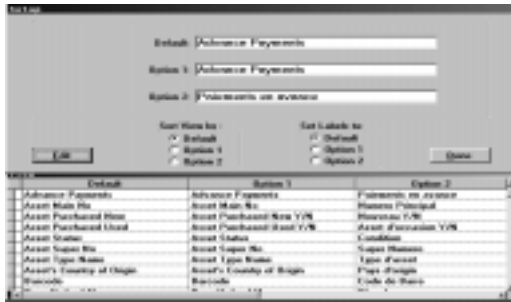 Setup
Default: Advance Payments
Option 1: Advance Payments
Option 2: Paiements en avance
Sort View by: Set Labels to:
Default Default
Option 1 Option 1
Option 2 Option 2
Edit Done
Default Option 1 Option 2
Advance Payments Advance Payments Paiements en avance
Asset Main No Asset Main No Numero Principal
Asset Purchased New Asset Purchased New Y/N Nouveau Y/N
Asset Purchased Used Asset Purchased Used Y/N Asset d'occasion Y/N
Asset Status Asset Status Condition
Asset Super No Asset Super No Super Numero
Asset Type Name Asset Type Name Type d'asset
Asset's Country of Origin Asset's Country of Origin Pays d'origin
Barcode Barcode Code de Barre